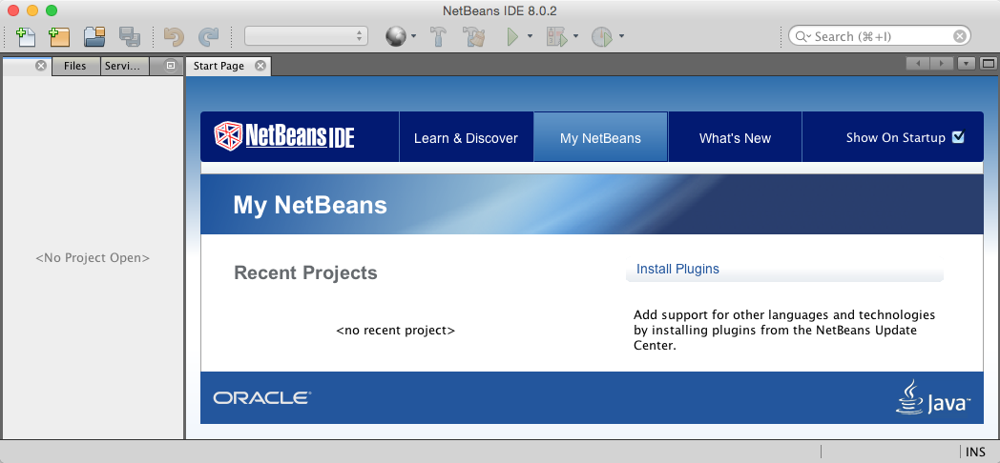 NetBeans IDE 8.0.2
Search (⌘+I)
Files
Servi...
Start Page
NetBeans IDE
Learn & Discover
My NetBeans
What's New
Show On Startup
My NetBeans
<No Project Open>
Recent Projects
<no recent project>
Install Plugins
Add support for other languages and technologies
by installing plugins from the NetBeans Update
Center.
ORACLE
Java™
INS